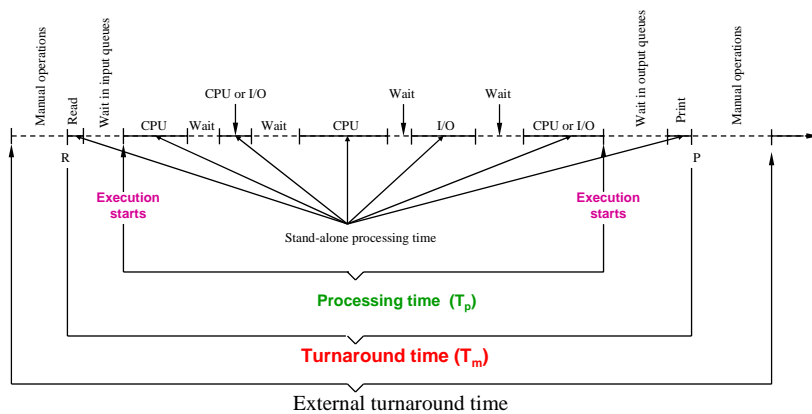 Manual operations
Read
Wait in input queues
CPU
Wait
CPU or I/O
Wait
CPU
Wait
I/O
Wait
CPU or I/O
Wait in output queues
Print
Manual operations
R
P
Execution
starts
Execution
starts
Stand-alone processing time
Processing time (Tp)
Turnaround time (Tm)
External turnaround time